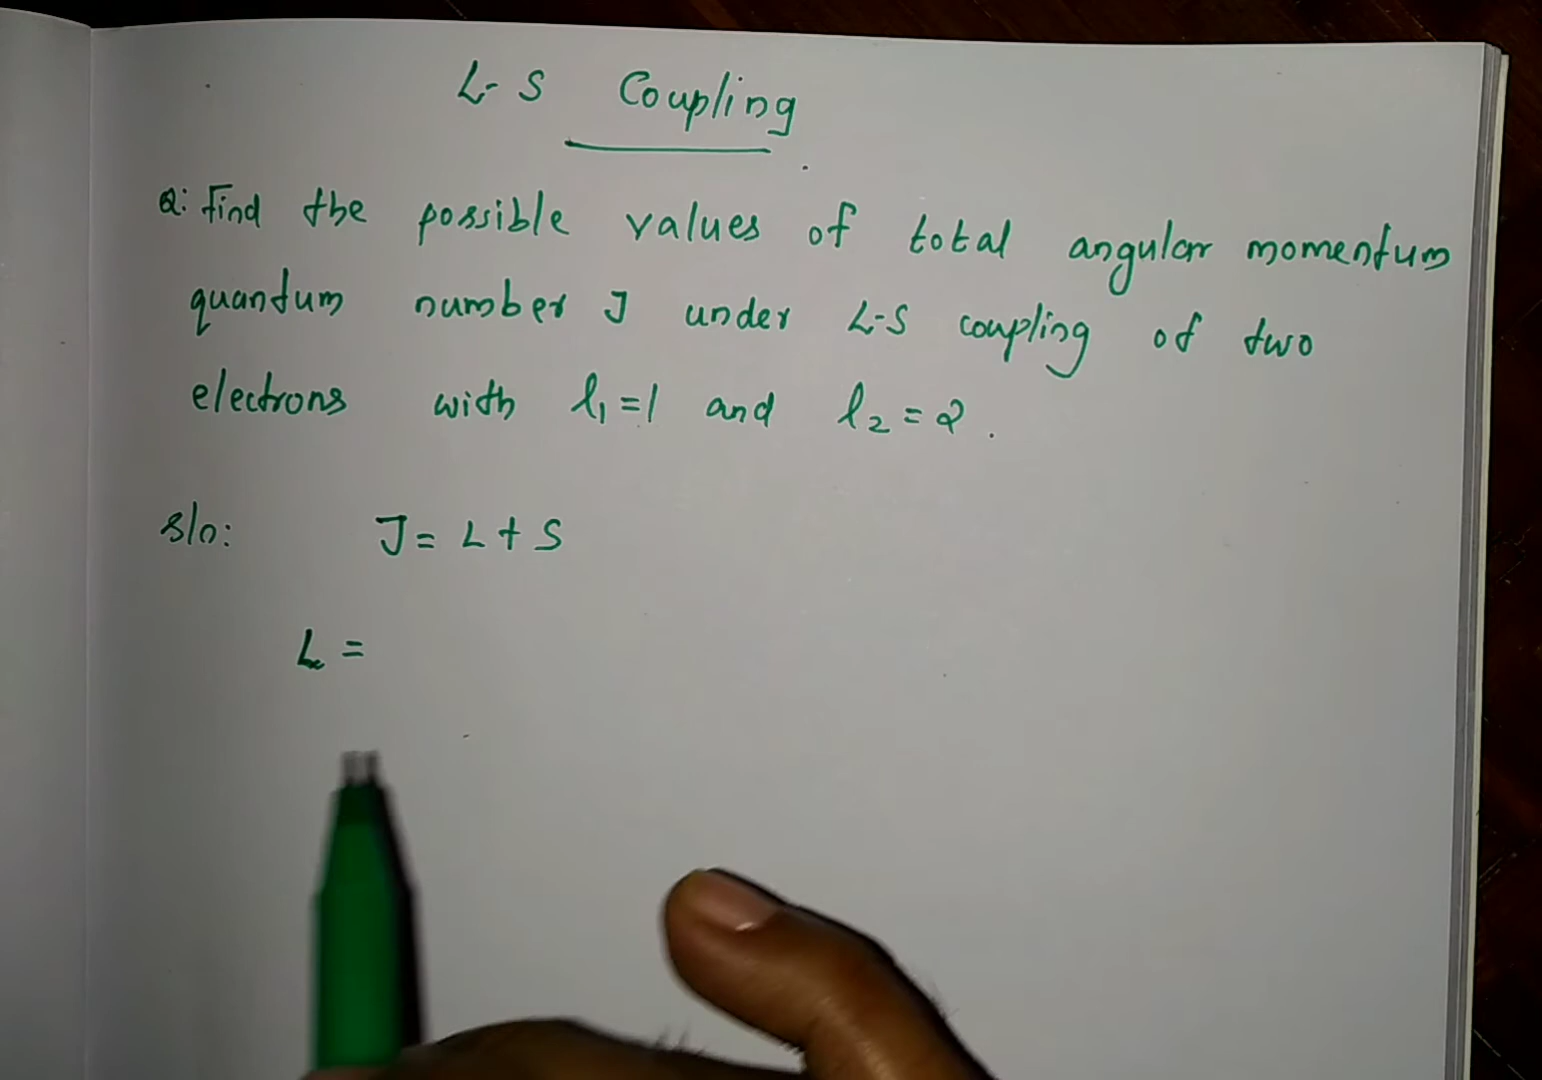 L-S Coupling
Q: Find the possible values of total angular momentum
quantum number J under L-S coupling of two
electrons with l₁=1 and l₂=2.
sln: J= L+S
L =